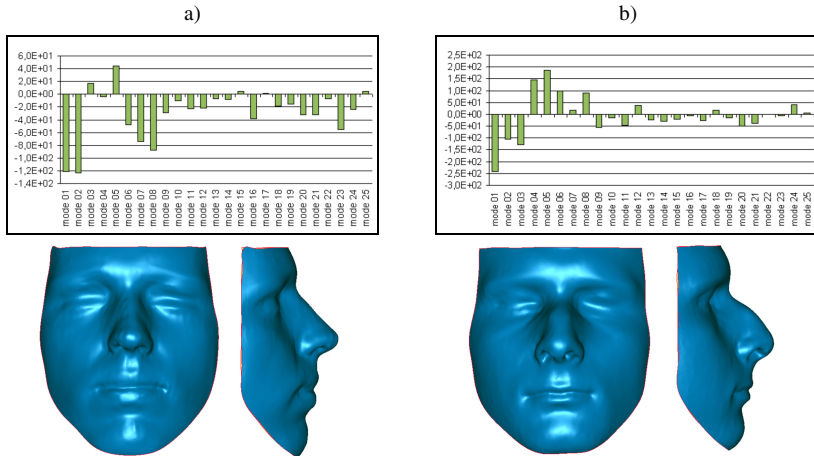 a)
b)
6,0E+01
4,0E+01
2,0E+01
0,0E+00
-2,0E+01
-4,0E+01
-6,0E+01
-8,0E+01
-1,0E+02
-1,2E+02
-1,4E+02
mode 01
mode 02
mode 03
mode 04
mode 05
mode 06
mode 07
mode 08
mode 09
mode 10
mode 11
mode 12
mode 13
mode 14
mode 15
mode 16
mode 17
mode 18
mode 19
mode 20
mode 21
mode 22
mode 23
mode 24
mode 25
2,5E+02
2,0E+02
1,5E+02
1,0E+02
5,0E+01
0,0E+00
-5,0E+01
-1,0E+02
-1,5E+02
-2,0E+02
-2,5E+02
-3,0E+02
mode 01
mode 02
mode 03
mode 04
mode 05
mode 06
mode 07
mode 08
mode 09
mode 10
mode 11
mode 12
mode 13
mode 14
mode 15
mode 16
mode 17
mode 18
mode 19
mode 20
mode 21
mode 22
mode 23
mode 24
mode 25